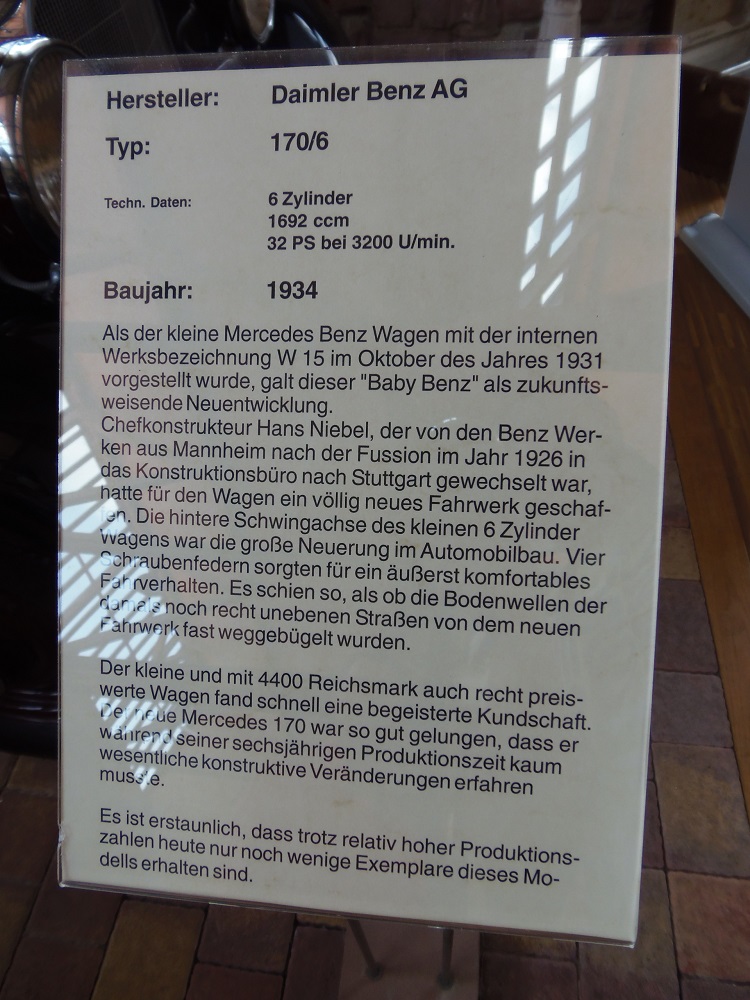 Hersteller: Daimler Benz AG
Typ: 170/6
Techn. Daten: 6 Zylinder
1692 ccm
32 PS bei 3200 U/min.
Baujahr: 1934
Als der kleine Mercedes Benz Wagen mit der internen
Werksbezeichnung W 15 im Oktober des Jahres 1931
vorgestellt wurde, galt dieser "Baby Benz" als zukunfts-
weisende Neuentwicklung.
Chefkonstrukteur Hans Niebel, der von den Benz Wer-
ken aus Mannheim nach der Fussion im Jahr 1926 in
das Konstruktionsbüro nach Stuttgart gewechselt war,
hatte für den Wagen ein völlig neues Fahrwerk geschaf-
fen. Die hintere Schwingachse des kleinen 6 Zylinder
Wagens war die große Neuerung im Automobilbau. Vier
Schraubenfedern sorgten für ein äußerst komfortables
Fahrverhalten. Es schien so, als ob die Bodenwellen der
damals noch recht unebenen Straßen von dem neuen
Fahrwerk fast weggebügelt wurden.
Der kleine und mit 4400 Reichsmark auch recht preis-
werte Wagen fand schnell eine begeisterte Kundschaft.
Der neue Mercedes 170 war so gut gelungen, dass er
während seiner sechsjährigen Produktionszeit kaum
wesentliche konstruktive Veränderungen erfahren
musste.
Es ist erstaunlich, dass trotz relativ hoher Produktions-
zahlen heute nur noch wenige Exemplare dieses Mo-
dells erhalten sind.